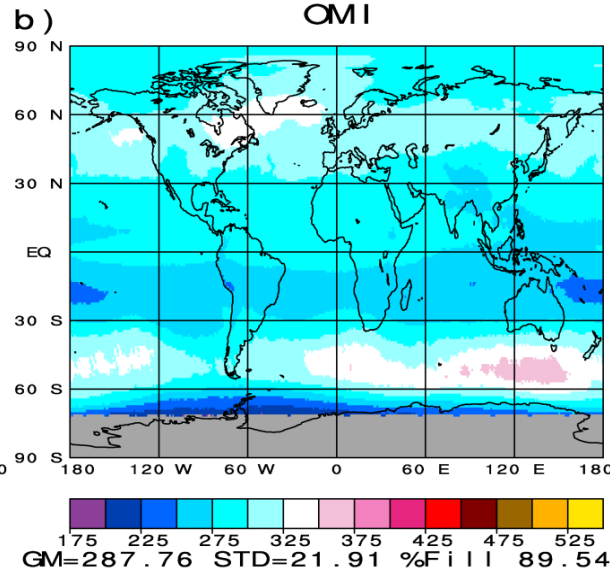 b) OMI
90 N
60 N
30 N
EQ
30 S
60 S
90 S
0 180 120 W 60 W 0 60 E 120 E 180
175 225 275 325 375 425 475 525
GM=287.76 STD=21.91 %Fill 89.54